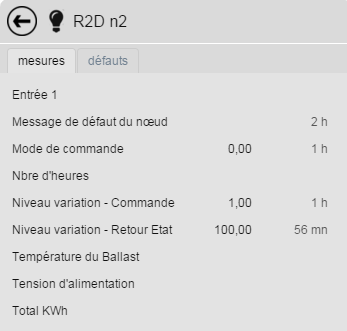 R2D n2
mesures défauts
Entrée 1
Message de défaut du nœud 2 h
Mode de commande 0,00 1 h
Nbre d'heures
Niveau variation - Commande 1,00 1 h
Niveau variation - Retour Etat 100,00 56 mn
Température du Ballast
Tension d'alimentation
Total KWh